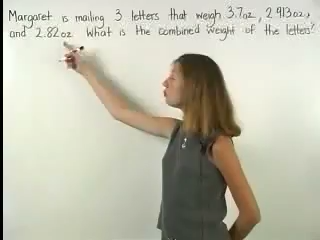 Margaret is mailing 3 letters that weigh 3.7oz, 2.913oz,
and 2.82oz. What is the combined weight of the letters?